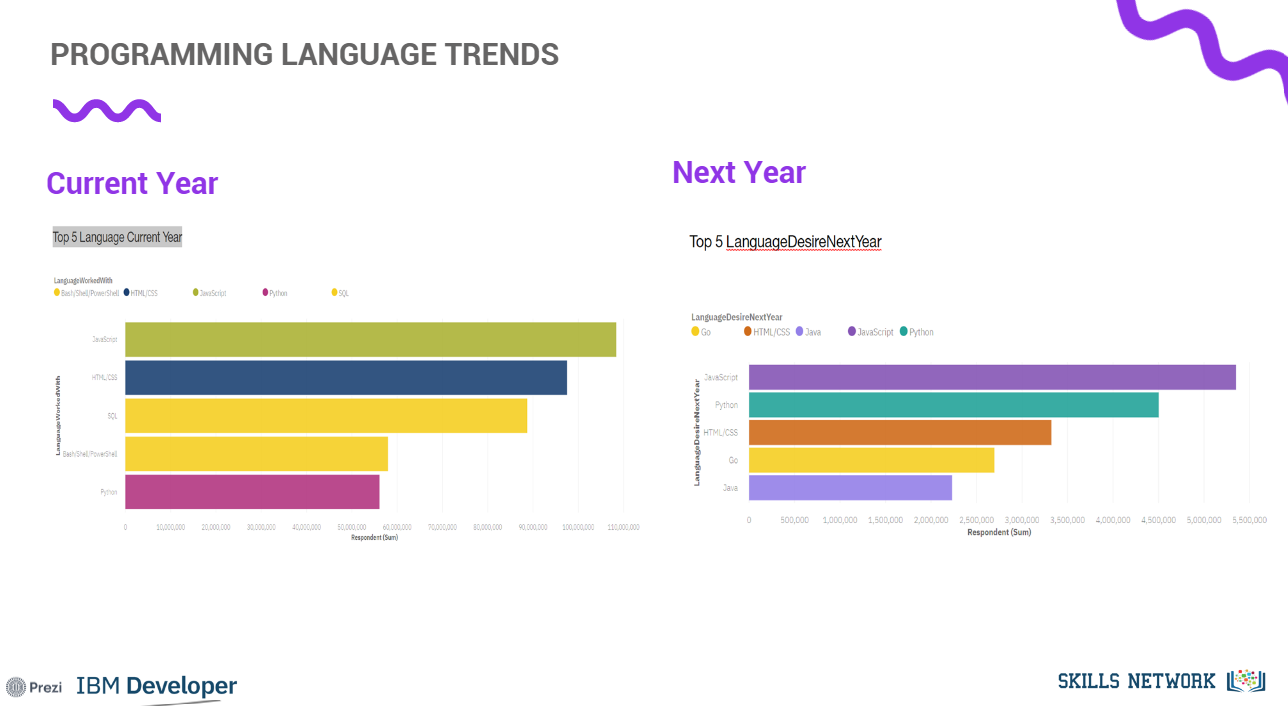 PROGRAMMING LANGUAGE TRENDS
Current Year
Top 5 Language Current Year
LanguageWorkedWith
Bash/Shell/PowerShell HTML/CSS JavaScript Python SQL
LanguageWorkedWith
JavaScript
HTML/CSS
SQL
Bash/Shell/PowerShell
Python
0 10,000,000 20,000,000 30,000,000 40,000,000 50,000,000 60,000,000 70,000,000 80,000,000 90,000,000 100,000,000 110,000,000
Respondent (Sum)
Next Year
Top 5 LanguageDesireNextYear
LanguageDesireNextYear
Go HTML/CSS Java JavaScript Python
LanguageDesireNextYear
JavaScript
Python
HTML/CSS
Go
Java
0 500,000 1,000,000 1,500,000 2,000,000 2,500,000 3,000,000 3,500,000 4,000,000 4,500,000 5,000,000 5,500,000
Respondent (Sum)
Prezi IBM Developer
SKILLS NETWORK